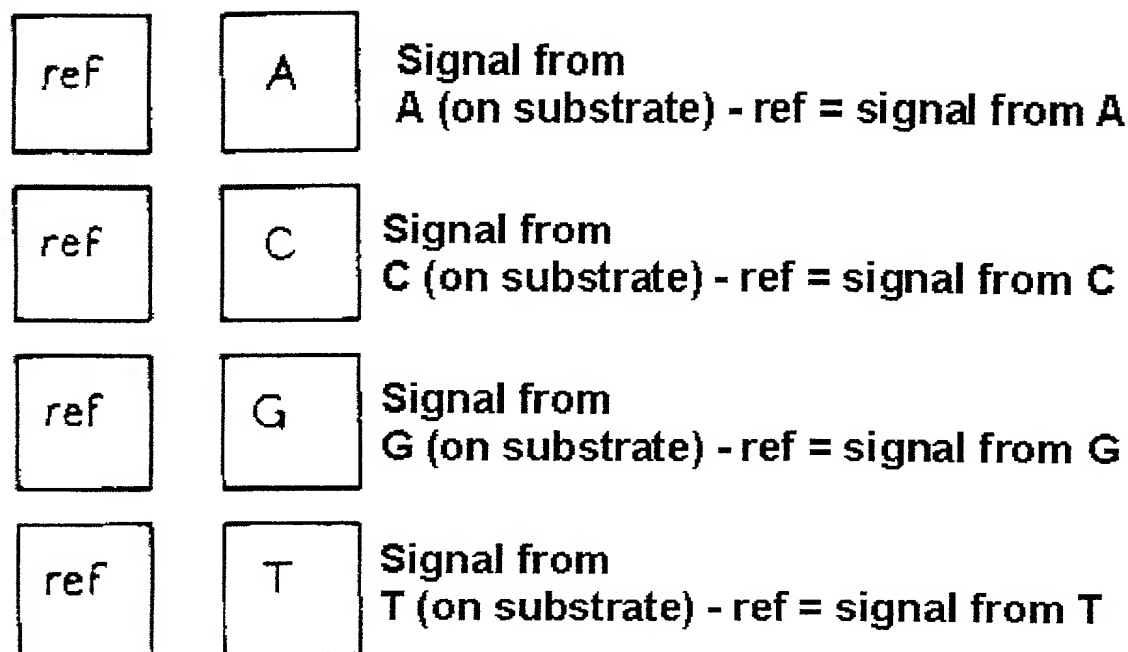 ref A Signal from
A (on substrate) - ref = signal from A
ref C Signal from
C (on substrate) - ref = signal from C
ref G Signal from
G (on substrate) - ref = signal from G
ref T Signal from
T (on substrate) - ref = signal from T